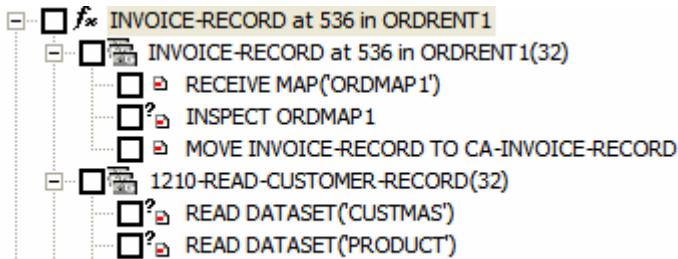 fx INVOICE-RECORD at 536 in ORDRENT1
INVOICE-RECORD at 536 in ORDRENT1(32)
RECEIVE MAP('ORDMAP1')
? INSPECT ORDMAP1
MOVE INVOICE-RECORD TO CA-INVOICE-RECORD
1210-READ-CUSTOMER-RECORD(32)
? READ DATASET('CUSTMAS')
? READ DATASET('PRODUCT')